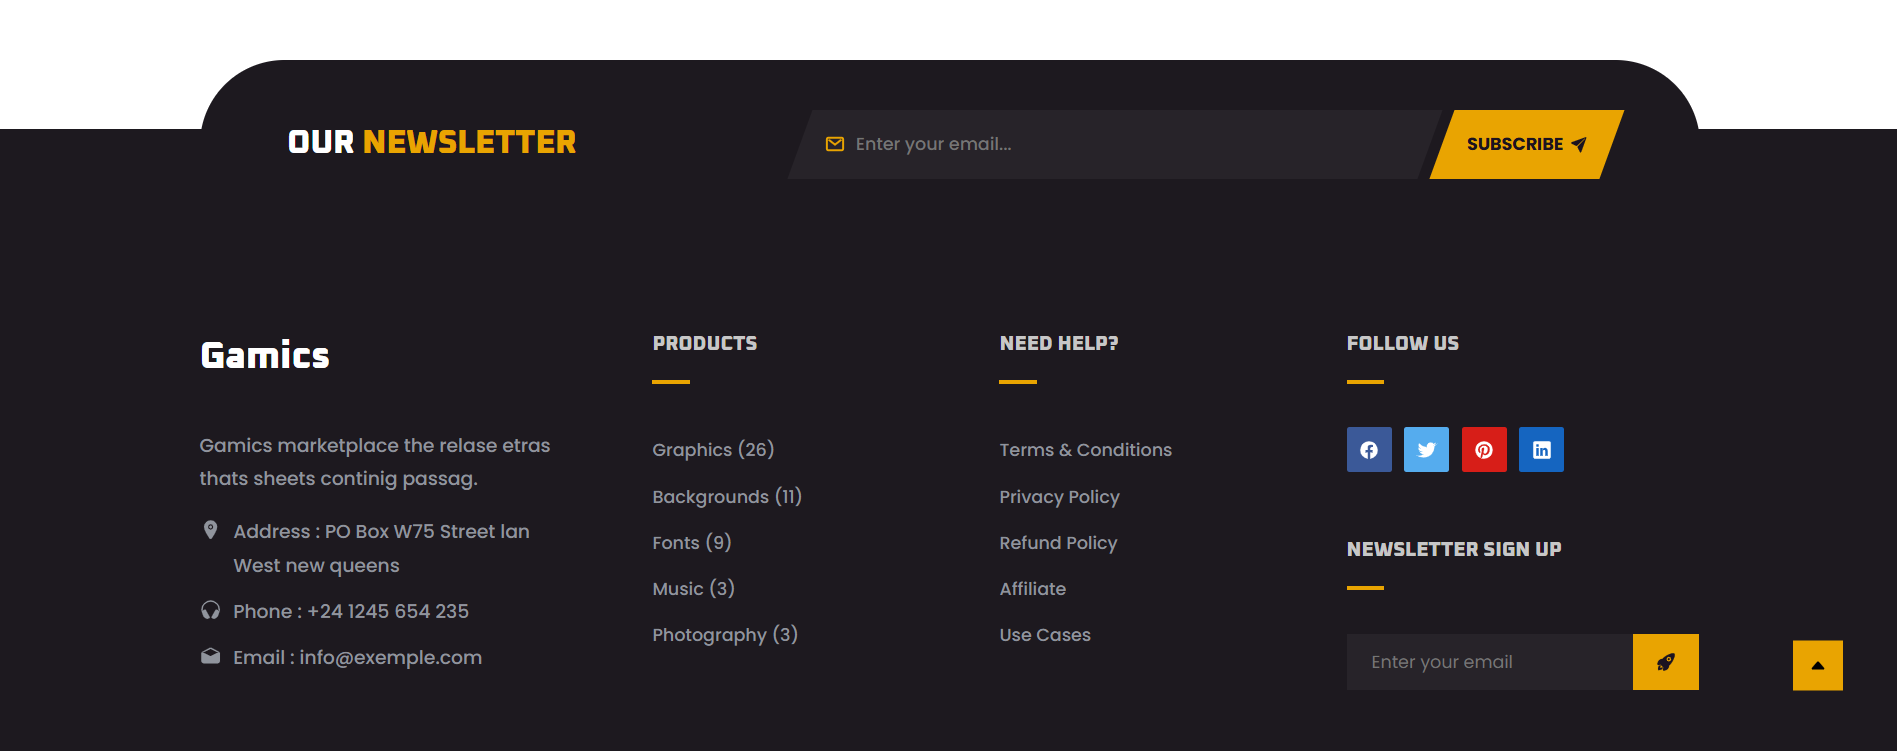 OUR NEWSLETTER
Enter your email...
SUBSCRIBE
Gamics
Gamics marketplace the relase etras
thats sheets continig passag.
Address : PO Box W75 Street lan
West new queens
Phone : +24 1245 654 235
Email : info@exemple.com
PRODUCTS
Graphics (26)
Backgrounds (11)
Fonts (9)
Music (3)
Photography (3)
NEED HELP?
Terms & Conditions
Privacy Policy
Refund Policy
Affiliate
Use Cases
FOLLOW US
NEWSLETTER SIGN UP
Enter your email